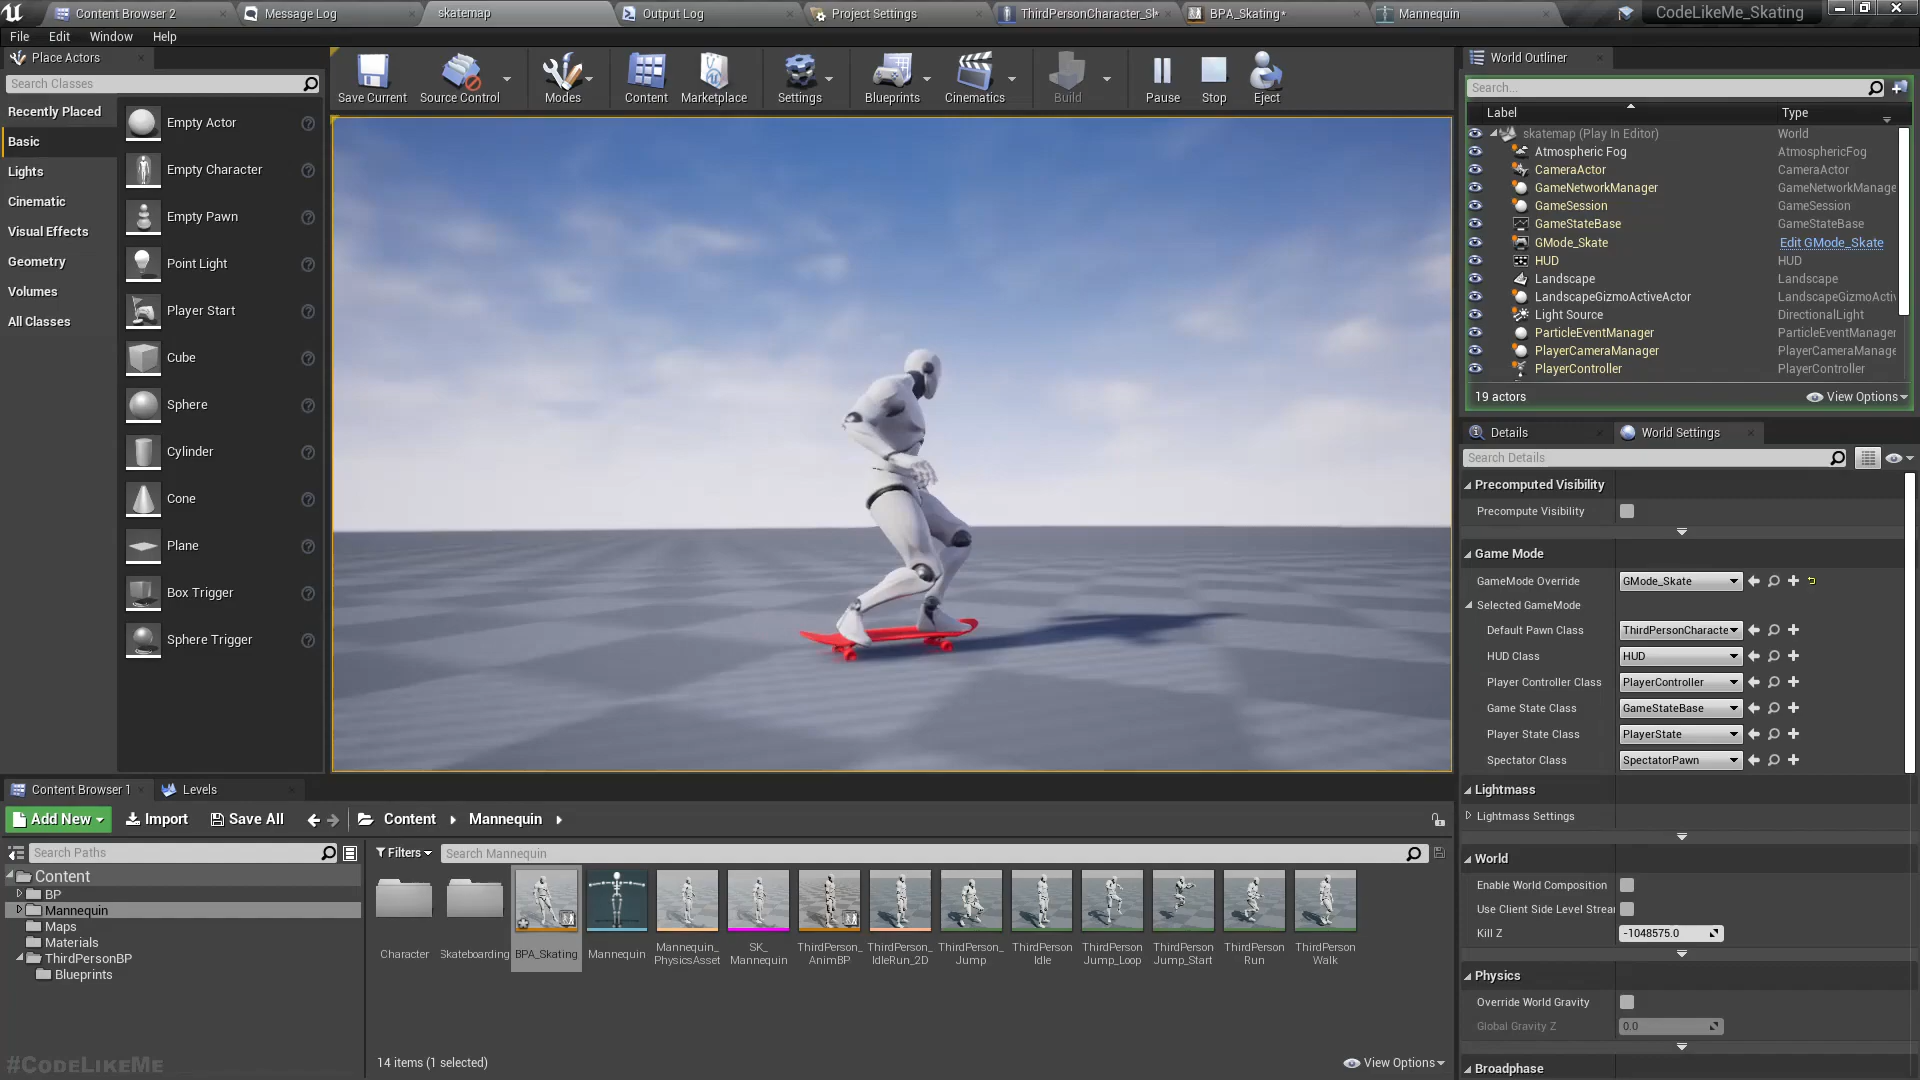 Content Browser 2
Message Log
skatemap
Output Log
Project Settings
ThirdPersonCharacter_Sk*
BPA_Skating*
Mannequin
CodeLikeMe_Skating
File
Edit
Window
Help
Place Actors
Search Classes
Recently Placed
Basic
Lights
Cinematic
Visual Effects
Geometry
Volumes
All Classes
Empty Actor
Empty Character
Empty Pawn
Point Light
Player Start
Cube
Sphere
Cylinder
Cone
Plane
Box Trigger
Sphere Trigger
Save Current
Source Control
Modes
Content
Marketplace
Settings
Blueprints
Cinematics
Build
Pause
Stop
Eject
World Outliner
Search...
Label
Type
skatemap (Play In Editor)
World
Atmospheric Fog
AtmosphericFog
CameraActor
CameraActor
GameNetworkManager
GameNetworkManage
GameSession
GameSession
GameStateBase
GameStateBase
GMode_Skate
Edit GMode_Skate
HUD
HUD
Landscape
Landscape
LandscapeGizmoActiveActor
LandscapeGizmoActiv
Light Source
DirectionalLight
ParticleEventManager
ParticleEventManager
PlayerCameraManager
PlayerCameraManage
PlayerController
PlayerController
19 actors
View Options
Details
World Settings
Search Details
Precomputed Visibility
Precompute Visibility
Game Mode
GameMode Override
GMode_Skate
Selected GameMode
Default Pawn Class
ThirdPersonCharacte
HUD Class
HUD
Player Controller Class
PlayerController
Game State Class
GameStateBase
Player State Class
PlayerState
Spectator Class
SpectatorPawn
Lightmass
Lightmass Settings
World
Enable World Composition
Use Client Side Level Strear
Kill Z
-1048575.0
Physics
Override World Gravity
Global Gravity Z
0.0
Broadphase
Content Browser 1
Levels
Add New
Import
Save All
Content
Mannequin
Search Paths
Filters
Search Mannequin
Content
BP
Mannequin
Maps
Materials
ThirdPersonBP
Blueprints
Character
Skateboarding
BPA_Skating
Mannequin
Mannequin_
PhysicsAsset
SK_
Mannequin
ThirdPerson_
AnimBP
ThirdPerson_
IdleRun_2D
ThirdPerson_
Jump
ThirdPerson
Idle
ThirdPerson
Jump_Loop
ThirdPerson
Jump_Start
ThirdPerson
Run
ThirdPerson
Walk
14 items (1 selected)
View Options
#CodeLikeMe